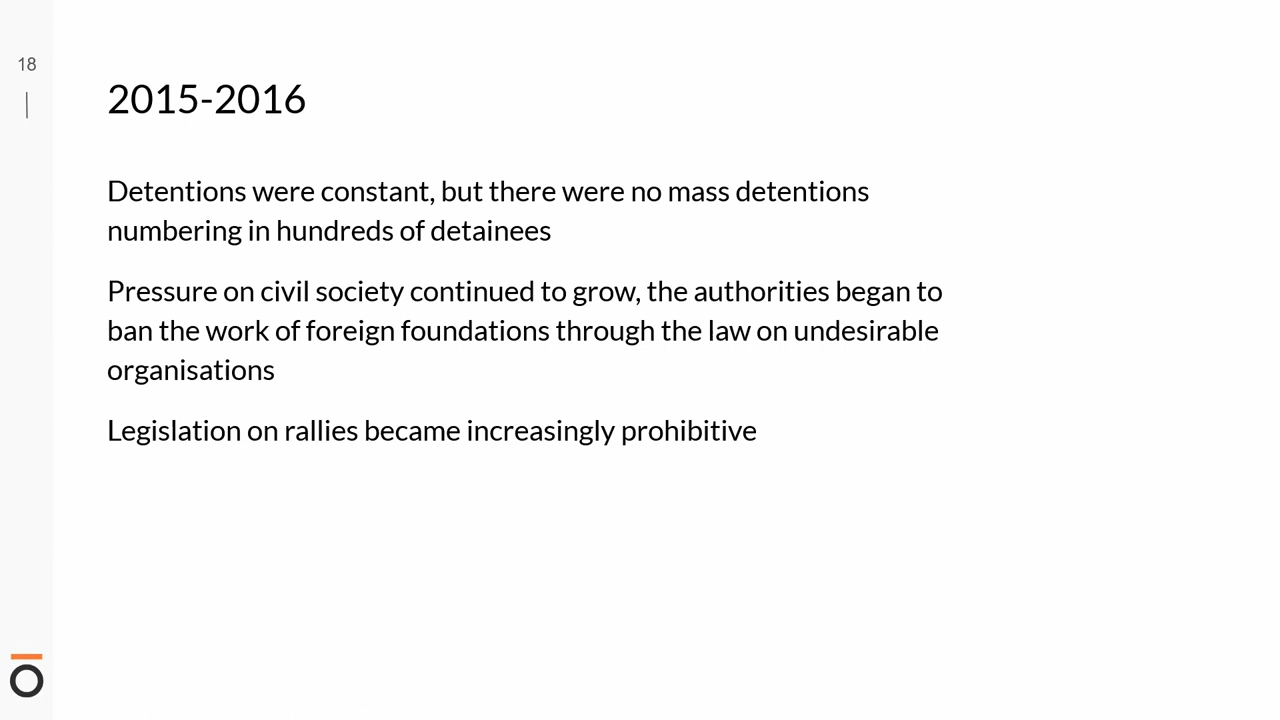 18
2015-2016
Detentions were constant, but there were no mass detentions
numbering in hundreds of detainees
Pressure on civil society continued to grow, the authorities began to
ban the work of foreign foundations through the law on undesirable
organisations
Legislation on rallies became increasingly prohibitive